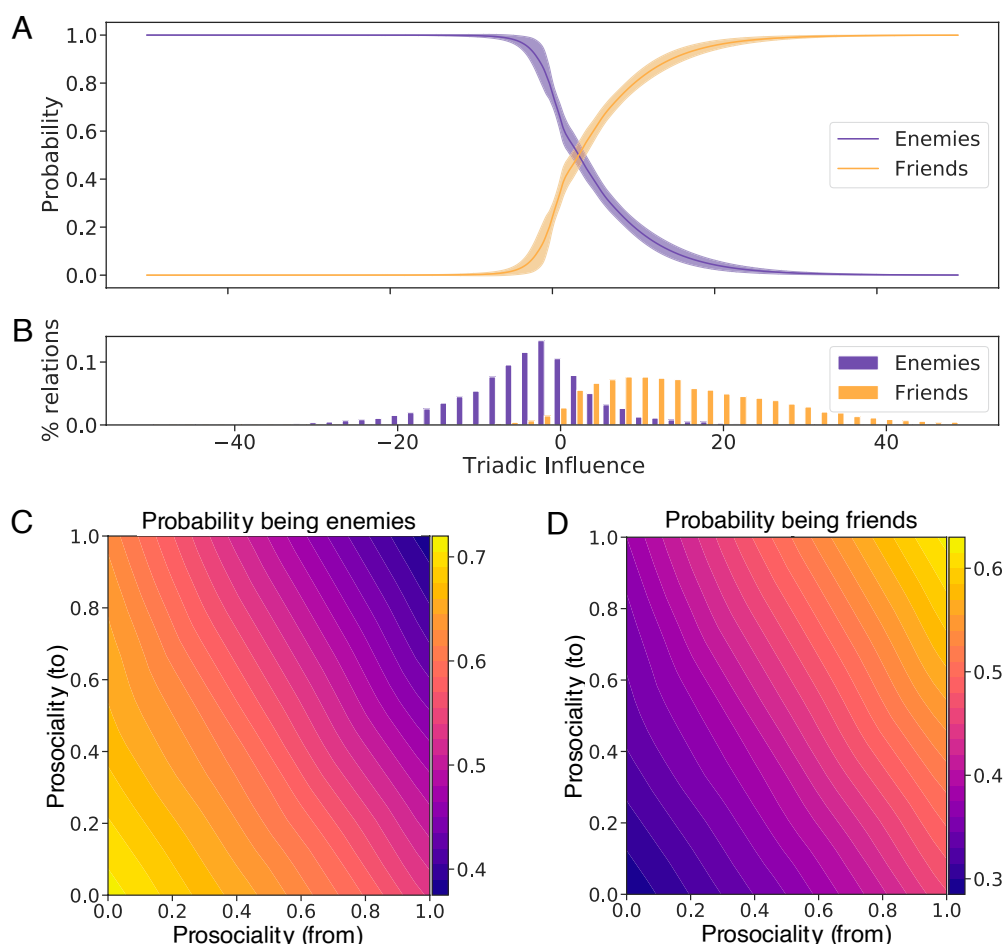 A
1.0
0.8
0.6
0.4
0.2
0.0
Probability
Enemies
Friends
B
0.1
0.0
% relations
Enemies
Friends
−40
−20
0
20
40
Triadic Influence
C
Probability being enemies
1.0
0.8
0.6
0.4
0.2
0.0
Prosociality (to)
0.0
0.2
0.4
0.6
0.8
1.0
Prosociality (from)
0.7
0.6
0.5
0.4
D
Probability being friends
1.0
0.8
0.6
0.4
0.2
0.0
Prosociality (to)
0.0
0.2
0.4
0.6
0.8
1.0
Prosociality (from)
0.6
0.5
0.4
0.3